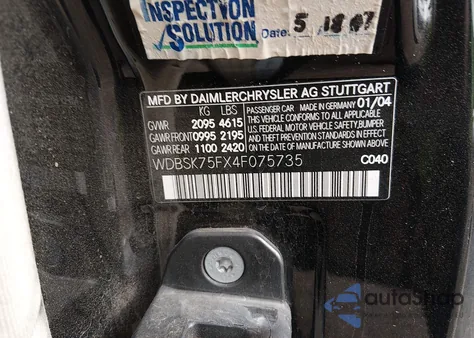 INSPECTION
SOLUTION
Date: 5 18 07
MFD BY DAIMLERCHRYSLER AG STUTTGART
KG LBS PASSENGER CAR / MADE IN GERMANY 01/04
GVWR 2095 4615 THIS VEHICLE CONFORMS TO ALL APPLICABLE
GAWR FRONT 0995 2195 U.S. FEDERAL MOTOR VEHICLE SAFETY, BUMPER
GAWR REAR 1100 2420 AND THEFT PREVENTION STANDARDS IN EFFECT
ON THE DATE OF MANUFACTURE SHOWN ABOVE
WDBSK75FX4F075735 C040
autoSnap